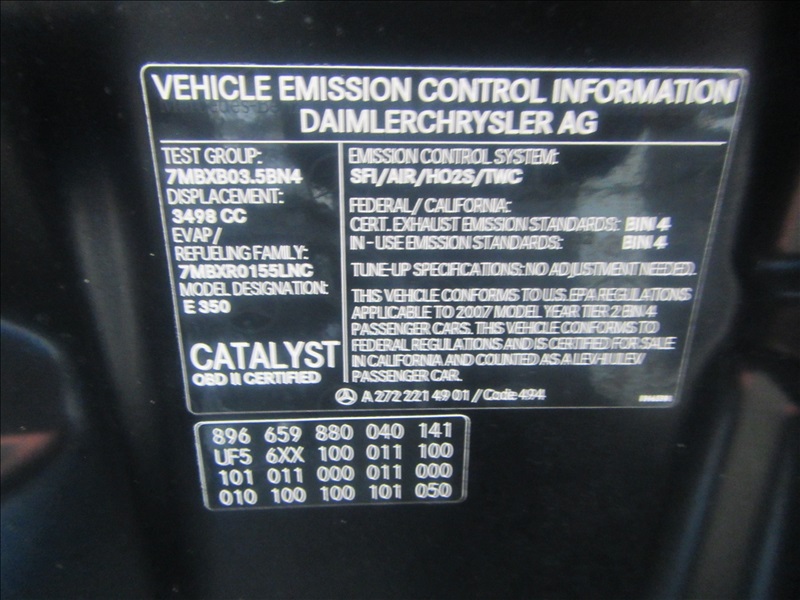 VEHICLE EMISSION CONTROL INFORMATION
DAIMLERCHRYSLER AG
TEST GROUP:
7MBXB03.5BN4
DISPLACEMENT:
3498 CC
EVAP/
REFUELING FAMILY:
7MBXR0155LNC
MODEL DESIGNATION:
E 350
CATALYST
OBD II CERTIFIED
EMISSION CONTROL SYSTEM:
SFI/AIR/HO2S/TWC
FEDERAL/ CALIFORNIA:
CERT. EXHAUST EMISSION STANDARDS: BIN 4
IN - USE EMISSION STANDARDS: BIN 4
TUNE-UP SPECIFICATIONS: NO ADJUSTMENT NEEDED.
THIS VEHICLE CONFORMS TO U.S. EPA REGULATIONS
APPLICABLE TO 2007 MODEL YEAR TIER 2 BIN 4
PASSENGER CARS. THIS VEHICLE CONFORMS TO
FEDERAL REGULATIONS AND IS CERTIFIED FOR SALE
IN CALIFORNIA AND COUNTED AS A LEV-II ULEV
PASSENGER CAR.
A 272 221 49 01 / Code 494
896 659 880 040 141
UF5 6XX 100 011 100
101 011 000 011 000
010 100 100 101 050